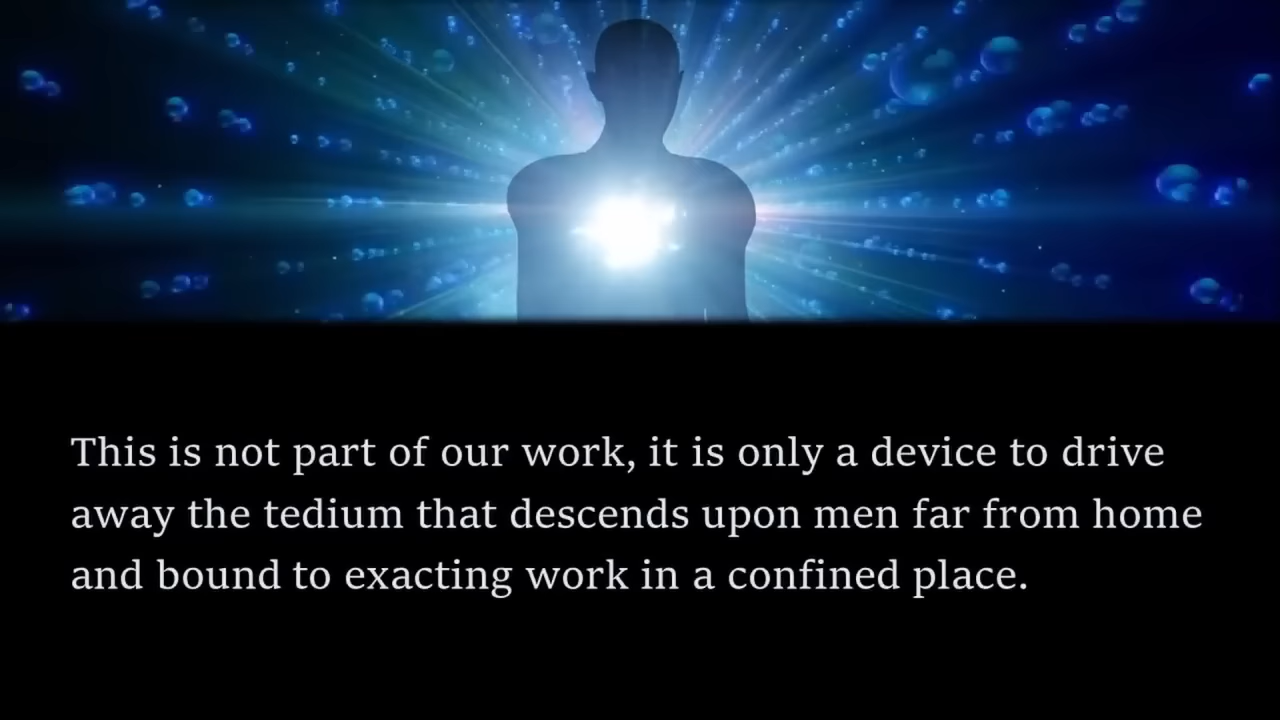 This is not part of our work, it is only a device to drive
away the tedium that descends upon men far from home
and bound to exacting work in a confined place.